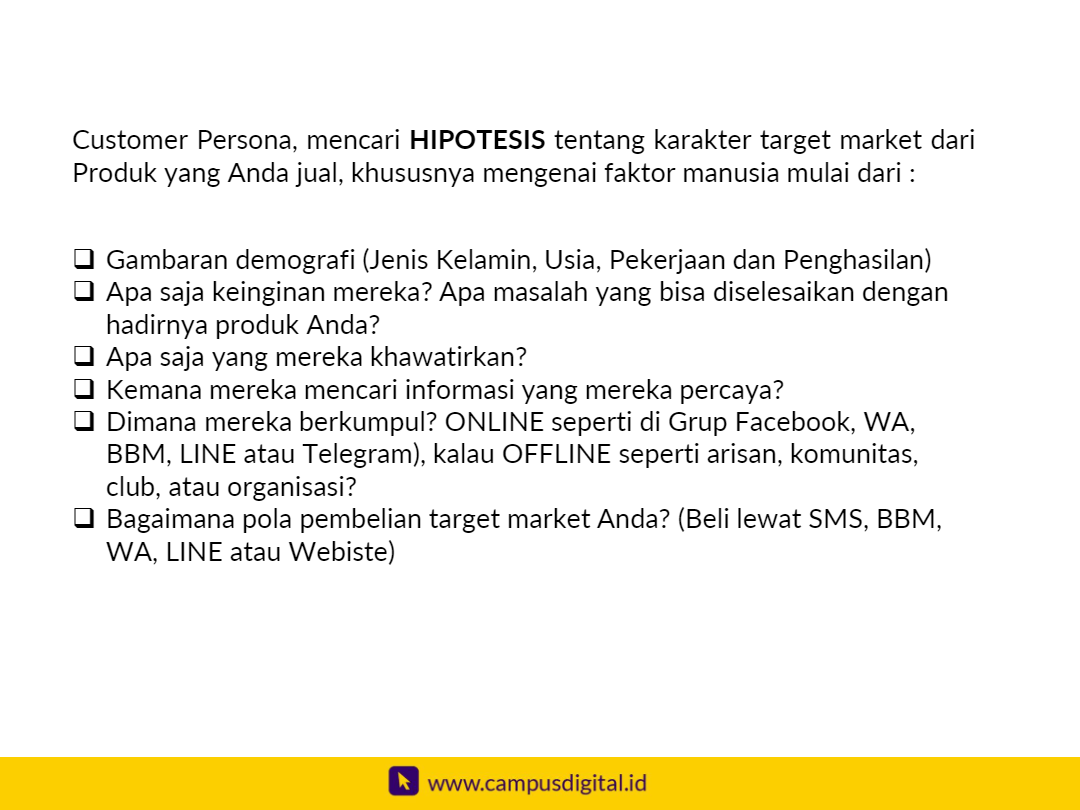 Customer Persona, mencari HIPOTESIS tentang karakter target market dari
Produk yang Anda jual, khususnya mengenai faktor manusia mulai dari :
❑ Gambaran demografi (Jenis Kelamin, Usia, Pekerjaan dan Penghasilan)
❑ Apa saja keinginan mereka? Apa masalah yang bisa diselesaikan dengan
hadirnya produk Anda?
❑ Apa saja yang mereka khawatirkan?
❑ Kemana mereka mencari informasi yang mereka percaya?
❑ Dimana mereka berkumpul? ONLINE seperti di Grup Facebook, WA,
BBM, LINE atau Telegram), kalau OFFLINE seperti arisan, komunitas,
club, atau organisasi?
❑ Bagaimana pola pembelian target market Anda? (Beli lewat SMS, BBM,
WA, LINE atau Webiste)
www.campusdigital.id